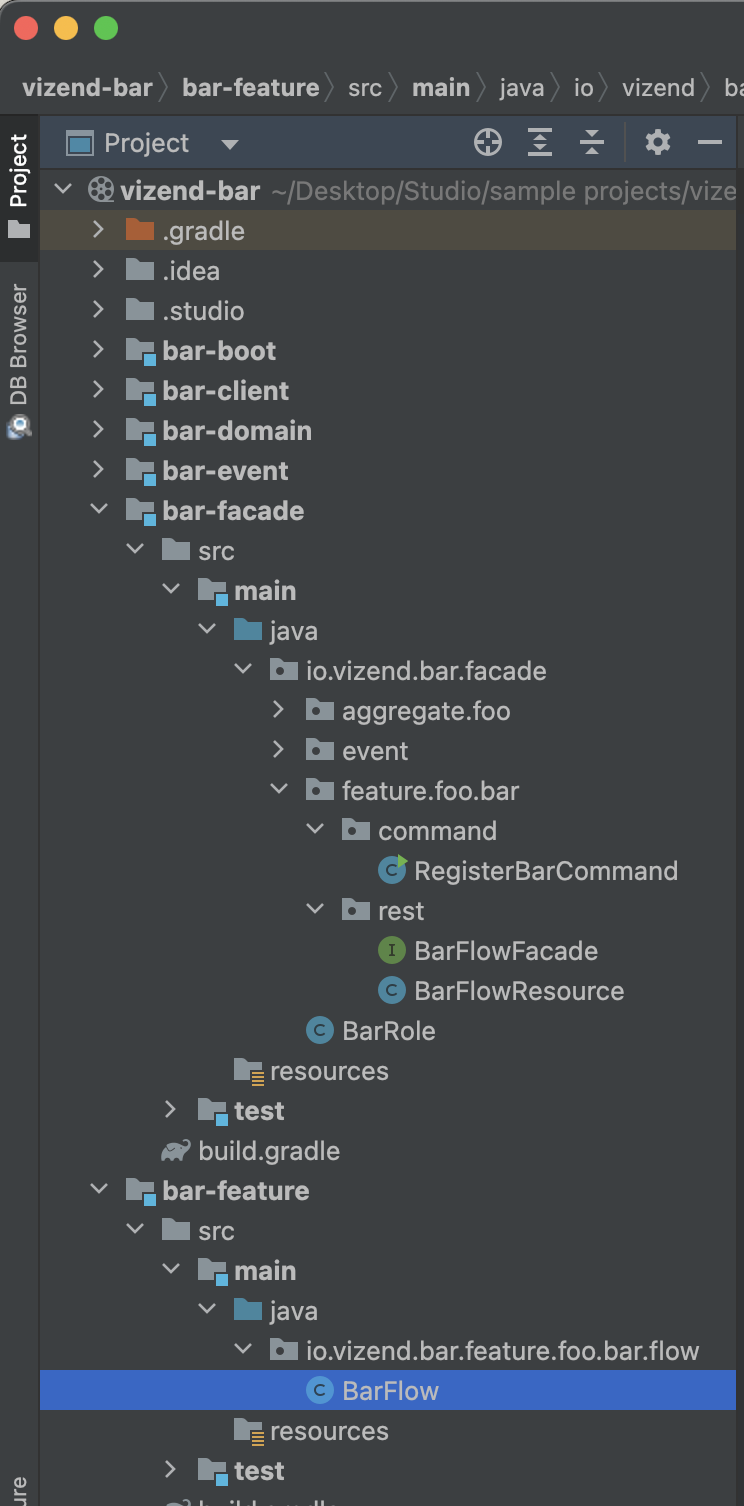 vizend-bar bar-feature src main java io vizend
Project
Project
DB Browser
vizend-bar ~/Desktop/Studio/sample projects/vize
.gradle
.idea
.studio
bar-boot
bar-client
bar-domain
bar-event
bar-facade
src
main
java
io.vizend.bar.facade
aggregate.foo
event
feature.foo.bar
command
C RegisterBarCommand
rest
I BarFlowFacade
C BarFlowResource
C BarRole
resources
test
build.gradle
bar-feature
src
main
java
io.vizend.bar.feature.foo.bar.flow
C BarFlow
resources
test